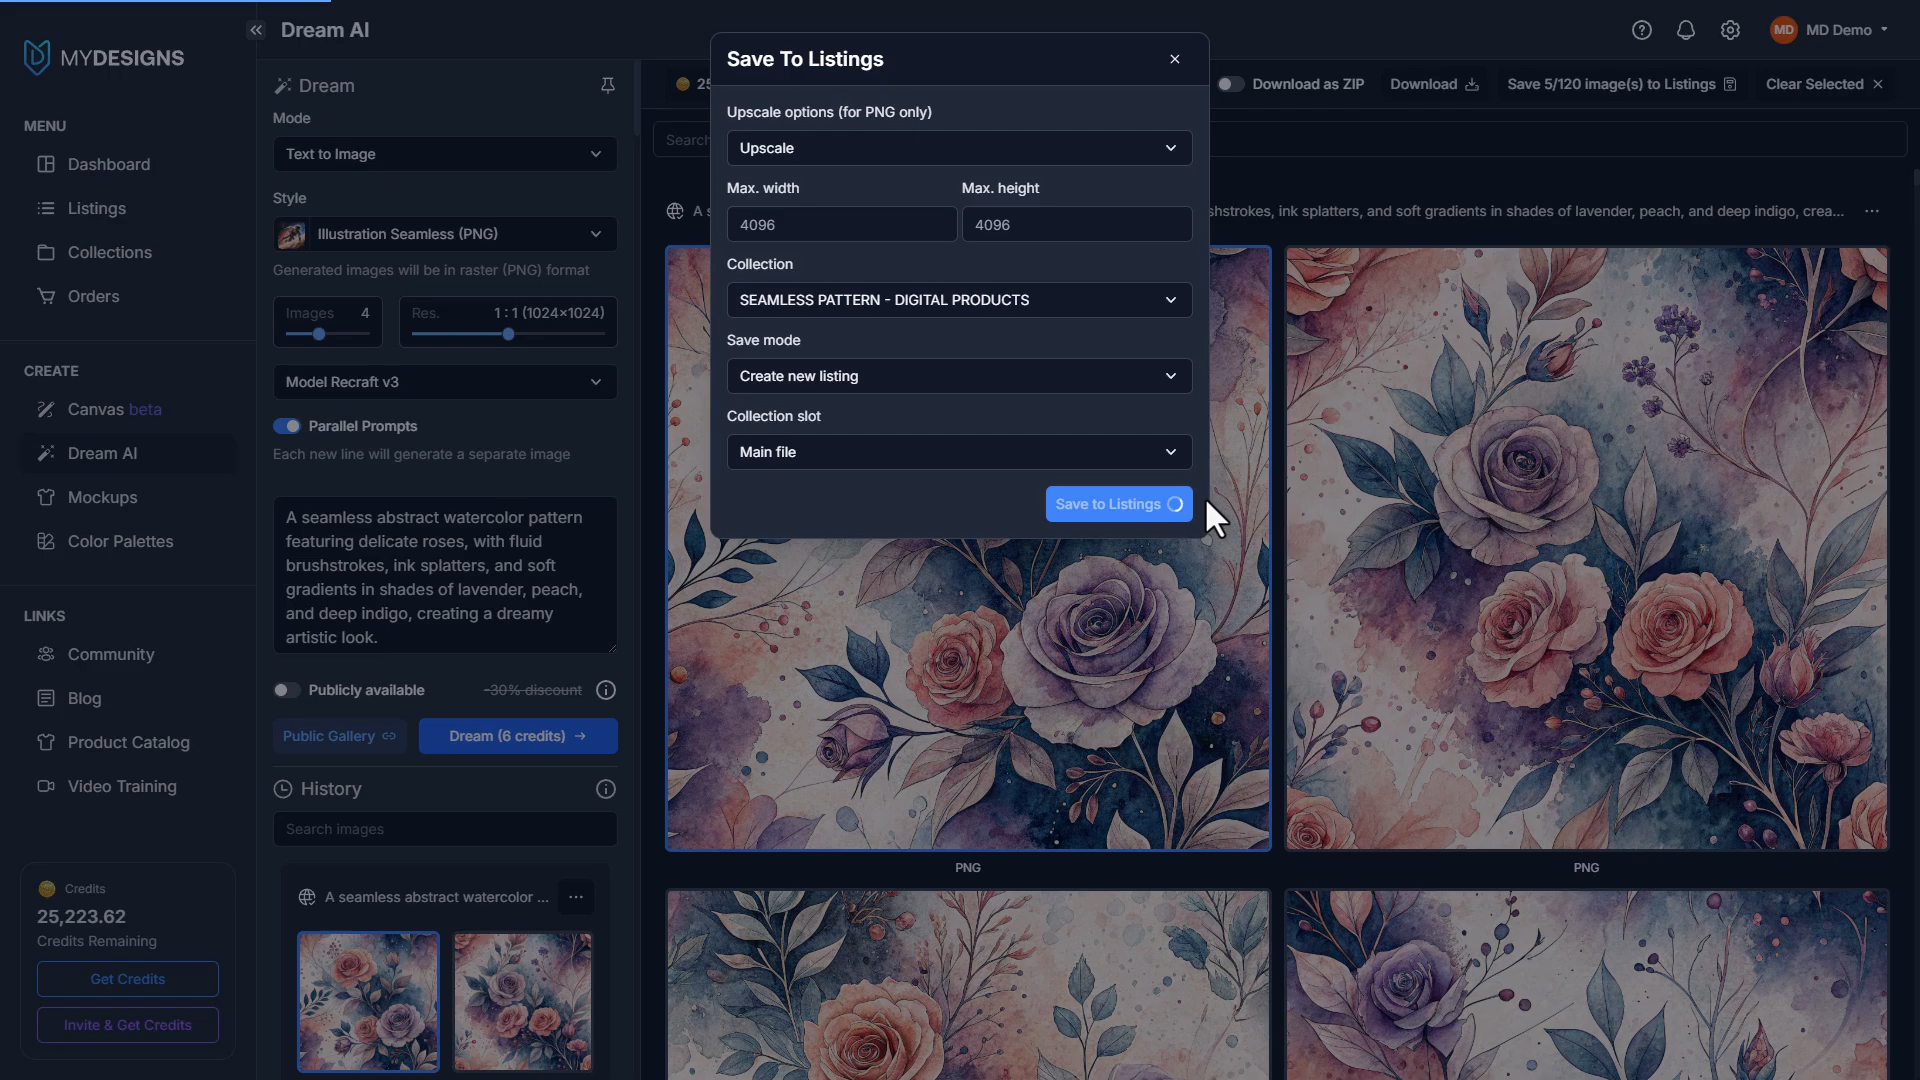 MYDESIGNS
MENU
Dashboard
Listings
Collections
Orders
CREATE
Canvas beta
Dream AI
Mockups
Color Palettes
LINKS
Community
Blog
Product Catalog
Video Training
Credits
25,223.62
Credits Remaining
Get Credits
Invite & Get Credits
Dream AI
MD
MD Demo
Dream
Mode
Text to Image
Style
Illustration Seamless (PNG)
Generated images will be in raster (PNG) format
Images 4
Res. 1:1 (1024×1024)
Model Recraft v3
Parallel Prompts
Each new line will generate a separate image
A seamless abstract watercolor pattern
featuring delicate roses, with fluid
brushstrokes, ink splatters, and soft
gradients in shades of lavender, peach,
and deep indigo, creating a dreamy
artistic look.
Publicly available -30% discount
Public Gallery
Dream (6 credits)
History
Search images
A seamless abstract watercolor ...
Download as ZIP
Download
Save 5/120 image(s) to Listings
Clear Selected
Search
shstrokes, ink splatters, and soft gradients in shades of lavender, peach, and deep indigo, crea...
PNG
PNG
Save To Listings
Upscale options (for PNG only)
Upscale
Max. width
Max. height
4096
4096
Collection
SEAMLESS PATTERN - DIGITAL PRODUCTS
Save mode
Create new listing
Collection slot
Main file
Save to Listings